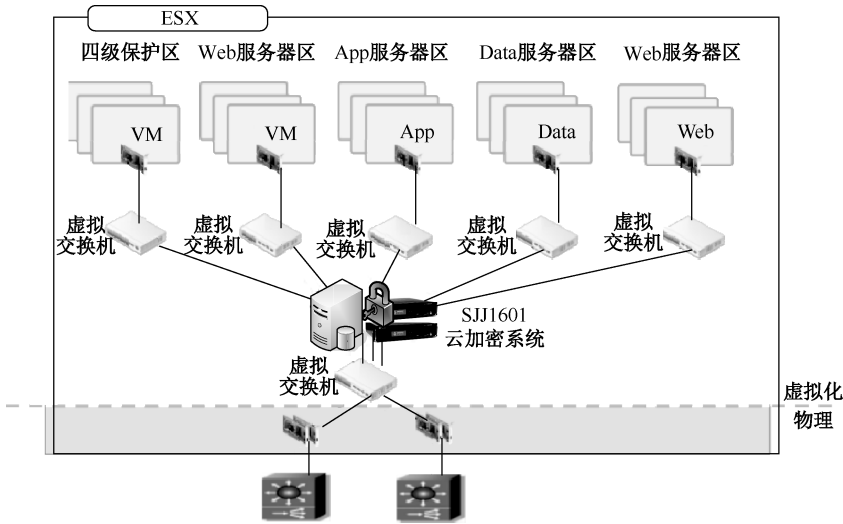 ESX
四级保护区 Web服务器区 App服务器区 Data服务器区 Web服务器区
VM VM App Data Web
虚拟 虚拟 虚拟 虚拟 虚拟
交换机 交换机 交换机 交换机 交换机
SJJ1601
云加密系统
虚拟
交换机
虚拟化
物理